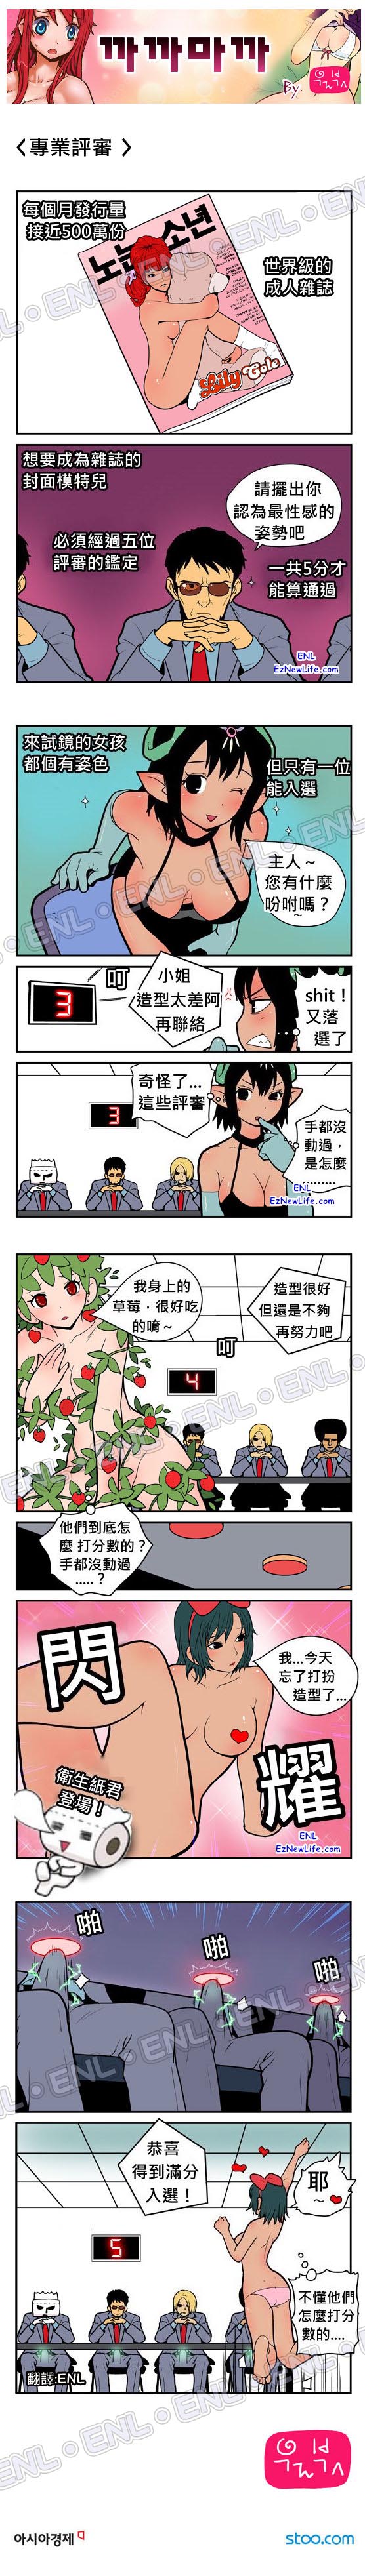 까까마까
By.
〈專業評審 〉
每個月發行量
接近500萬份
노는 소년
世界級的
成人雜誌
Lily Cole
想要成為雜誌的
封面模特兒
請擺出你
認為最性感的
姿勢吧
必須經過五位
評審的鑑定
一共5分才
能算通過
ENL
EzNewLife.com
來試鏡的女孩
都個有姿色
但只有一位
能入選
主人～
您有什麼
吩咐嗎？
～
3
叮
小姐
造型太差阿
再聯絡
shit！
又落
選了
…
奇怪了...
這些評審
3
手都沒
動過，
是怎麼
.........
ENL
EzNewLife.com
我身上的
草莓，很好吃
的唷～
造型很好
但還是不夠
再努力吧
叮
4
他們到底怎
麼 打分數的？
手都沒動過
.....？
閃
我...今天
忘了打扮
造型了...
耀
衛生紙君
登場！
ENL
EzNewLife.com
啪
啪
啪
恭喜
得到滿分
入選！
耶
～
5
不懂他們
怎麼打分
數的....
翻譯:ENL
아시아경제
stoo.com